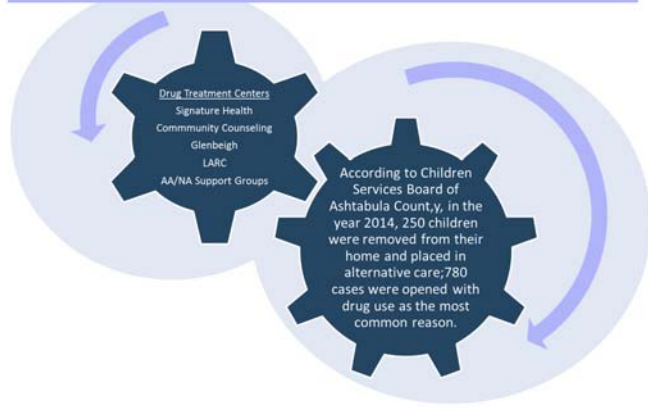 Drug Treatment Centers
Signature Health
Commmunity Counseling
Glenbeigh
LARC
AA/NA Support Groups
According to Children
Services Board of
Ashtabula Count,y, in the
year 2014, 250 children
were removed from their
home and placed in
alternative care;780
cases were opened with
drug use as the most
common reason.